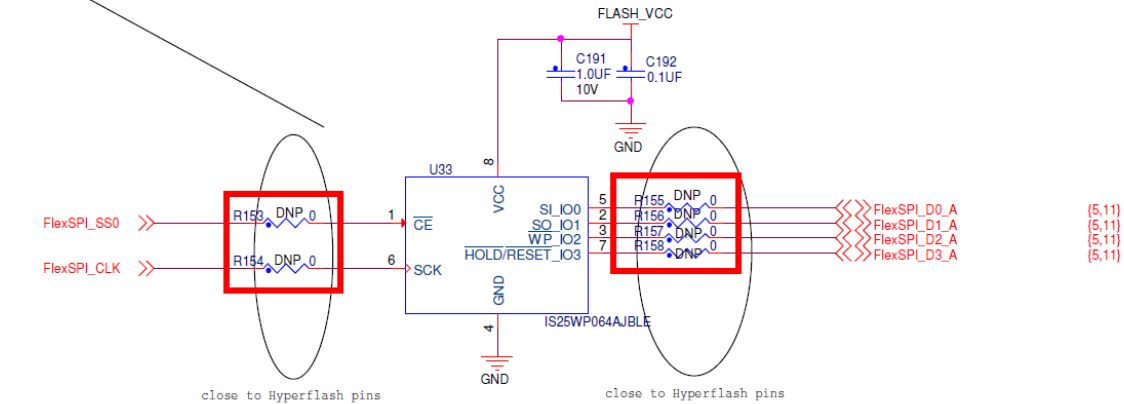 FLASH_VCC
C191
1.0UF
10V
C192
0.1UF
GND
U33
8
VCC
FlexSPI_SS0
R153 DNP 0
1
CE
FlexSPI_CLK
R154 DNP 0
6
SCK
SI_IO0
5
R155 DNP 0
FlexSPI_D0_A {5,11}
SO_IO1
2
R156 DNP 0
FlexSPI_D1_A {5,11}
WP_IO2
3
R157 DNP 0
FlexSPI_D2_A {5,11}
HOLD/RESET_IO3
7
R158 DNP 0
FlexSPI_D3_A {5,11}
GND
4
IS25WP064AJBLE
GND
close to Hyperflash pins
close to Hyperflash pins